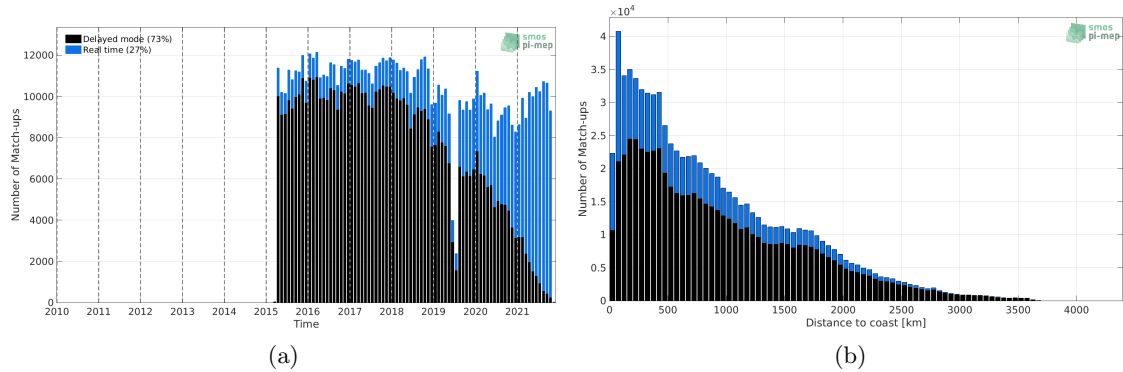 Delayed mode (73%)
Real time (27%)
smos
pi-mep
Number of Match-ups
12000
10000
8000
6000
4000
2000
0
2010 2011 2012 2013 2014 2015 2016 2017 2018 2019 2020 2021
Time
(a)
×10⁴
smos
pi-mep
Number of Match-ups
4
3.5
3
2.5
2
1.5
1
0.5
0
0 500 1000 1500 2000 2500 3000 3500 4000
Distance to coast [km]
(b)